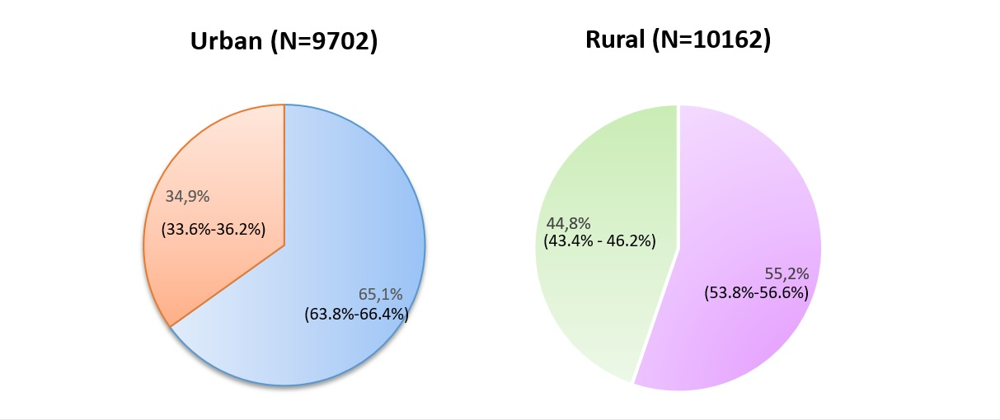 Urban (N=9702)
34,9%
(33.6%-36.2%)
65,1%
(63.8%-66.4%)
Rural (N=10162)
44,8%
(43.4% - 46.2%)
55,2%
(53.8%-56.6%)